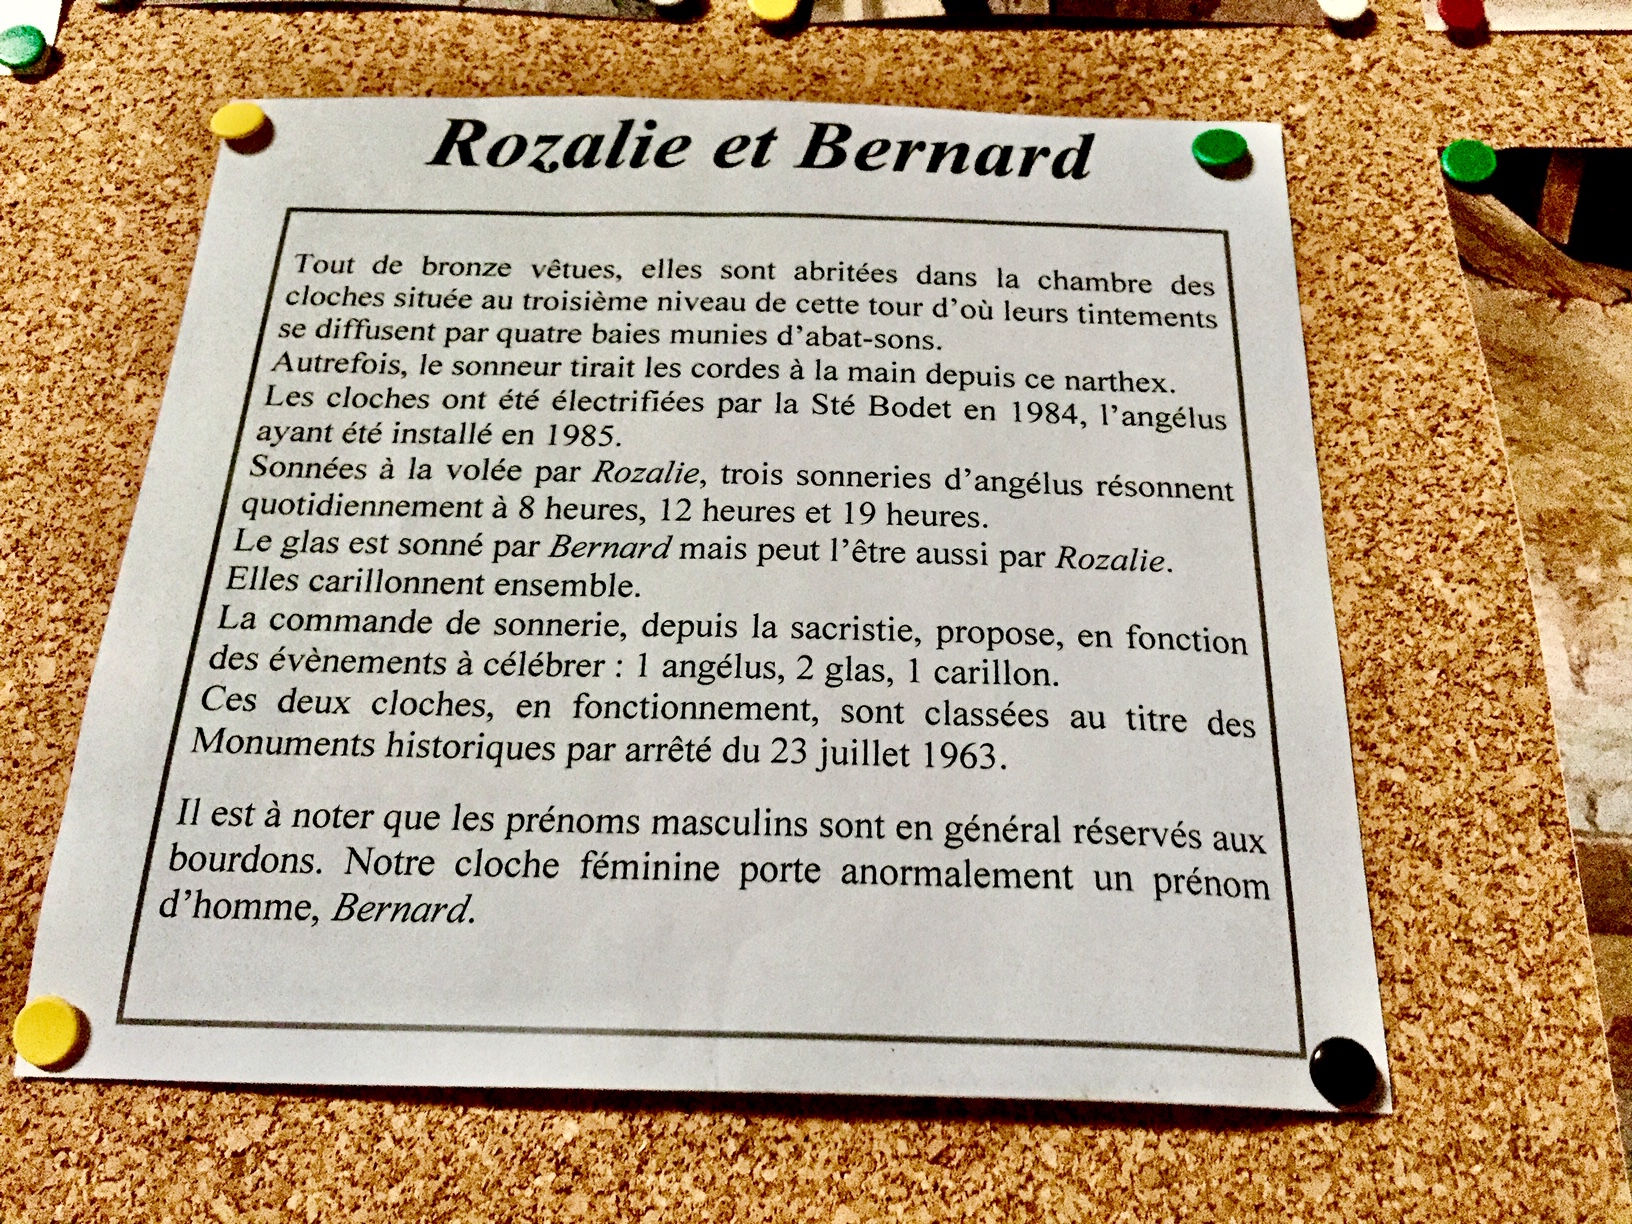 Rozalie et Bernard
Tout de bronze vêtues, elles sont abritées dans la chambre des
cloches située au troisième niveau de cette tour d'où leurs tintements
se diffusent par quatre baies munies d'abat-sons.
Autrefois, le sonneur tirait les cordes à la main depuis ce narthex.
Les cloches ont été électrifiées par la Sté Bodet en 1984, l'angélus
ayant été installé en 1985.
Sonnées à la volée par Rozalie, trois sonneries d'angélus résonnent
quotidiennement à 8 heures, 12 heures et 19 heures.
Le glas est sonné par Bernard mais peut l'être aussi par Rozalie.
Elles carillonnent ensemble.
La commande de sonnerie, depuis la sacristie, propose, en fonction
des évènements à célébrer : 1 angélus, 2 glas, 1 carillon.
Ces deux cloches, en fonctionnement, sont classées au titre des
Monuments historiques par arrêté du 23 juillet 1963.
Il est à noter que les prénoms masculins sont en général réservés aux
bourdons. Notre cloche féminine porte anormalement un prénom
d'homme, Bernard.